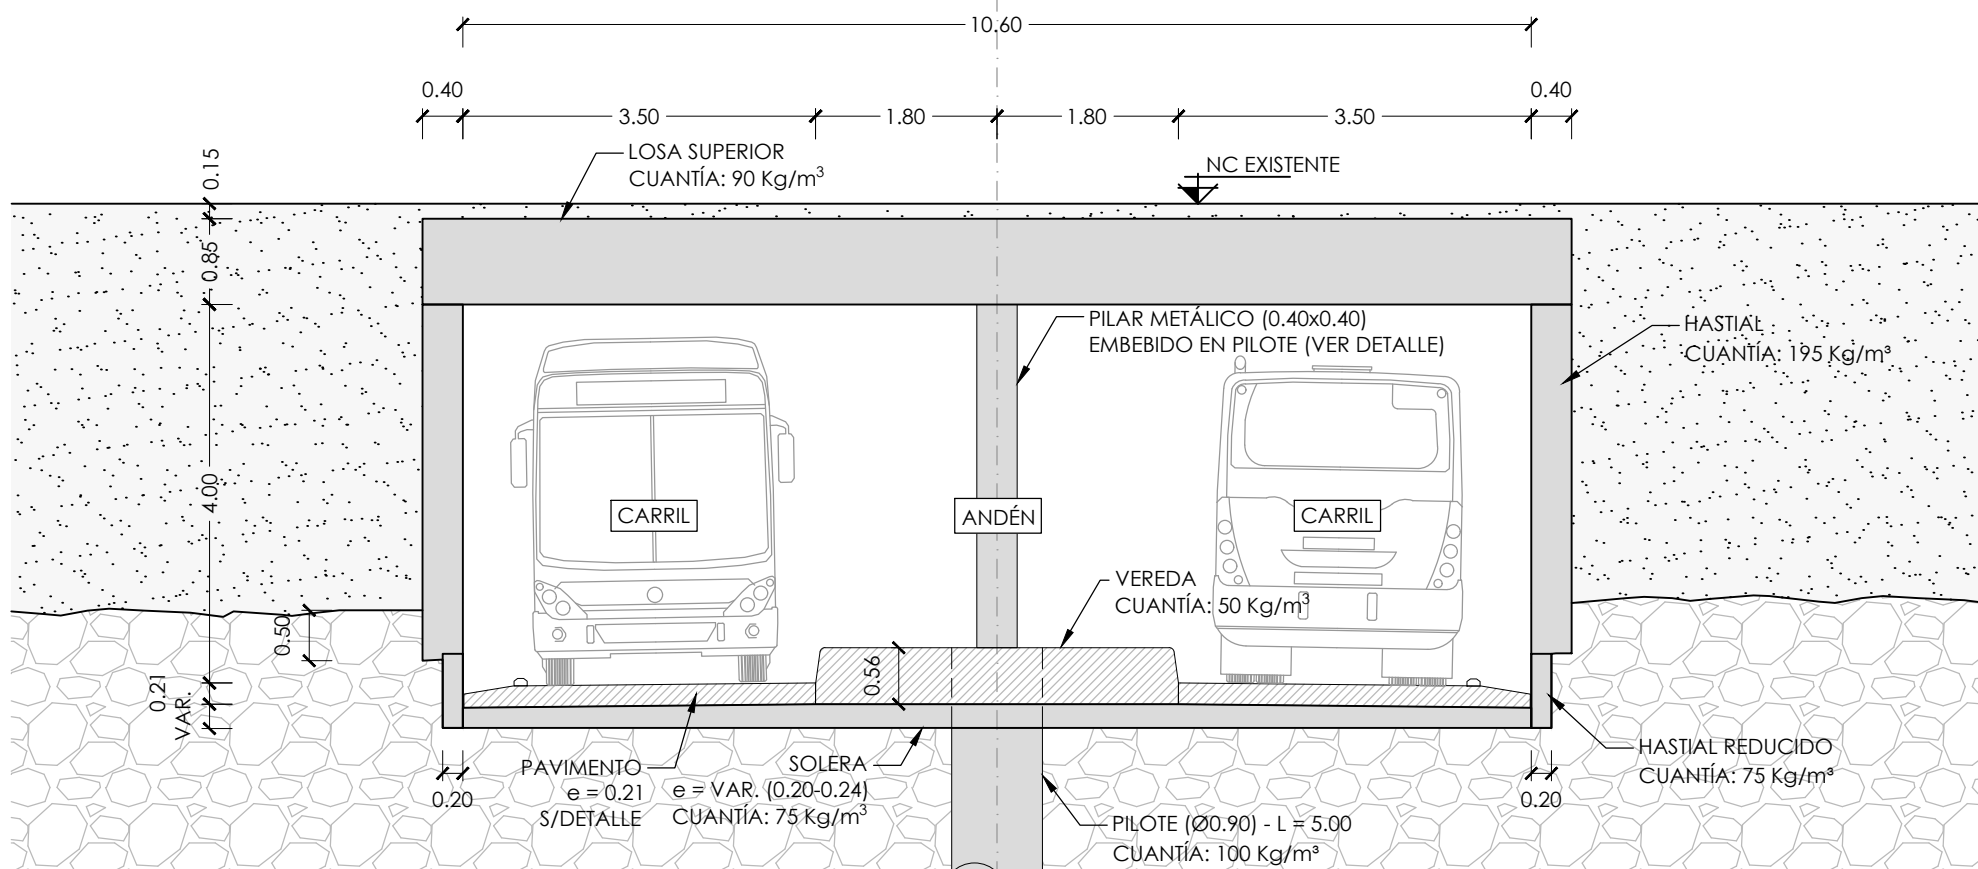 10.60
0.40
0.40
3.50
1.80
1.80
3.50
LOSA SUPERIOR
CUANTÍA: 90 Kg/m³
NC EXISTENTE
0.15
0.85
4.00
0.21
VAR.
0.50
PILAR METÁLICO (0.40x0.40)
EMBEBIDO EN PILOTE (VER DETALLE)
HASTIAL
CUANTÍA: 195 Kg/m³
CARRIL
ANDÉN
CARRIL
VEREDA
CUANTÍA: 50 Kg/m³
0.56
PAVIMENTO
e = 0.21
S/DETALLE
SOLERA
e = VAR. (0.20-0.24)
CUANTÍA: 75 Kg/m³
0.20
HASTIAL REDUCIDO
CUANTÍA: 75 Kg/m³
0.20
PILOTE (Ø0.90) - L = 5.00
CUANTÍA: 100 Kg/m³